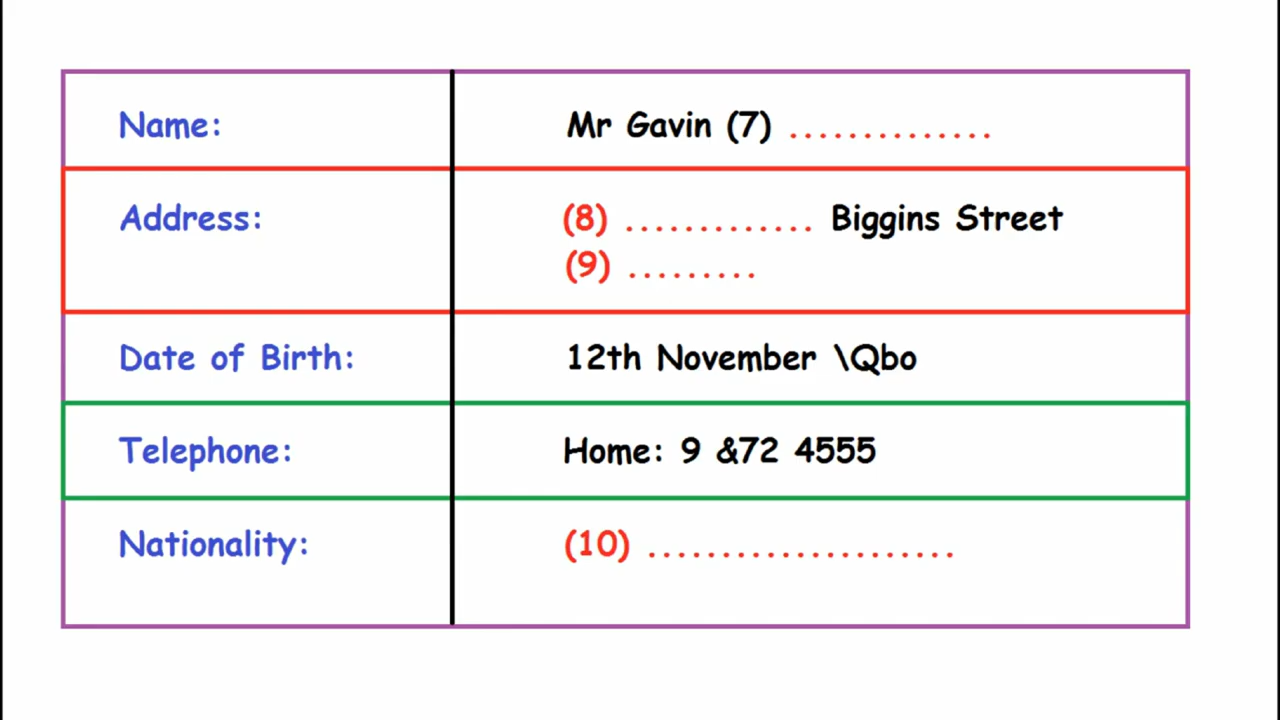 Name: Mr Gavin (7) ..............
Address: (8) ............. Biggins Street
(9) .........
Date of Birth: 12th November \Qbo
Telephone: Home: 9 &72 4555
Nationality: (10) .....................